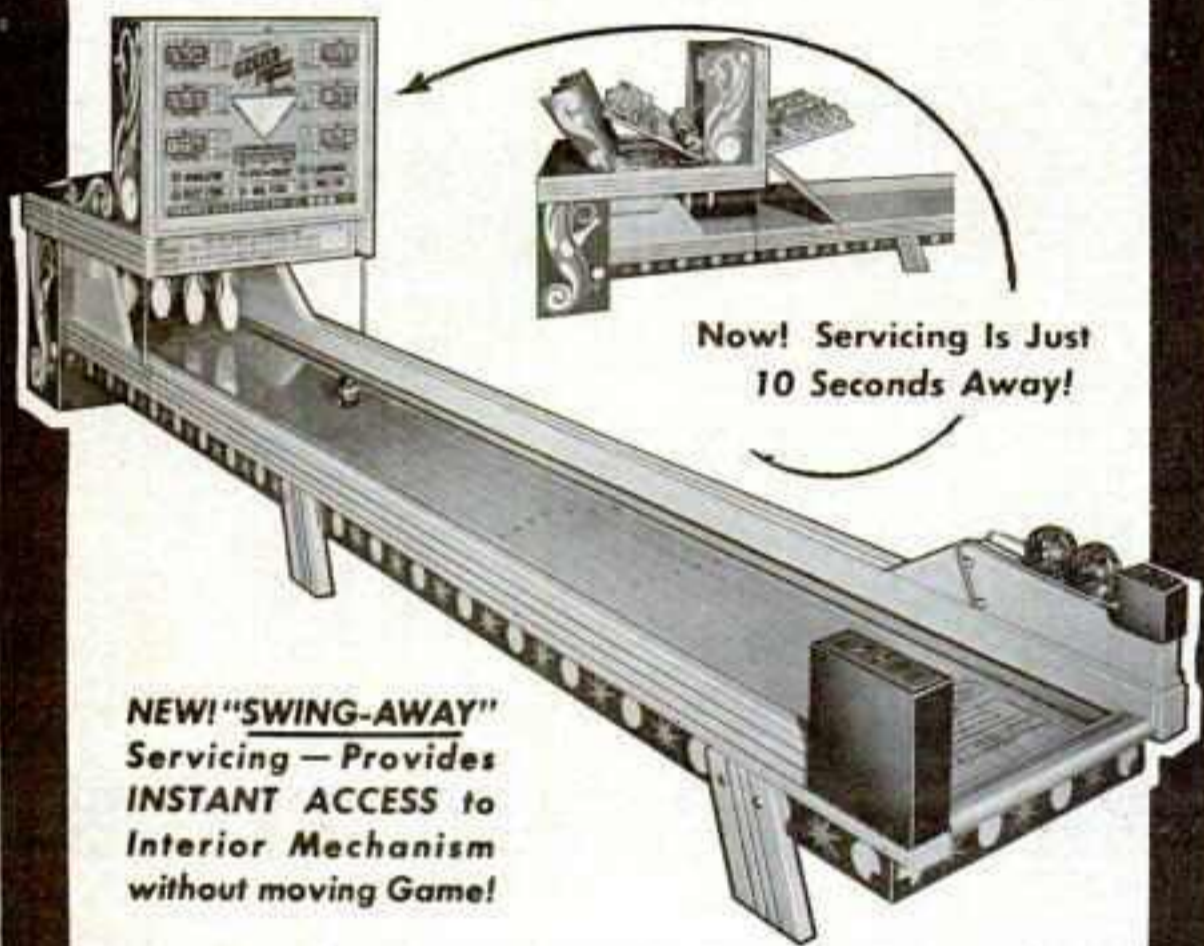 Now! Servicing Is Just
10 Seconds Away!
NEW! "SWING-AWAY"
Servicing — Provides
INSTANT ACCESS to
Interior Mechanism
without moving Game!